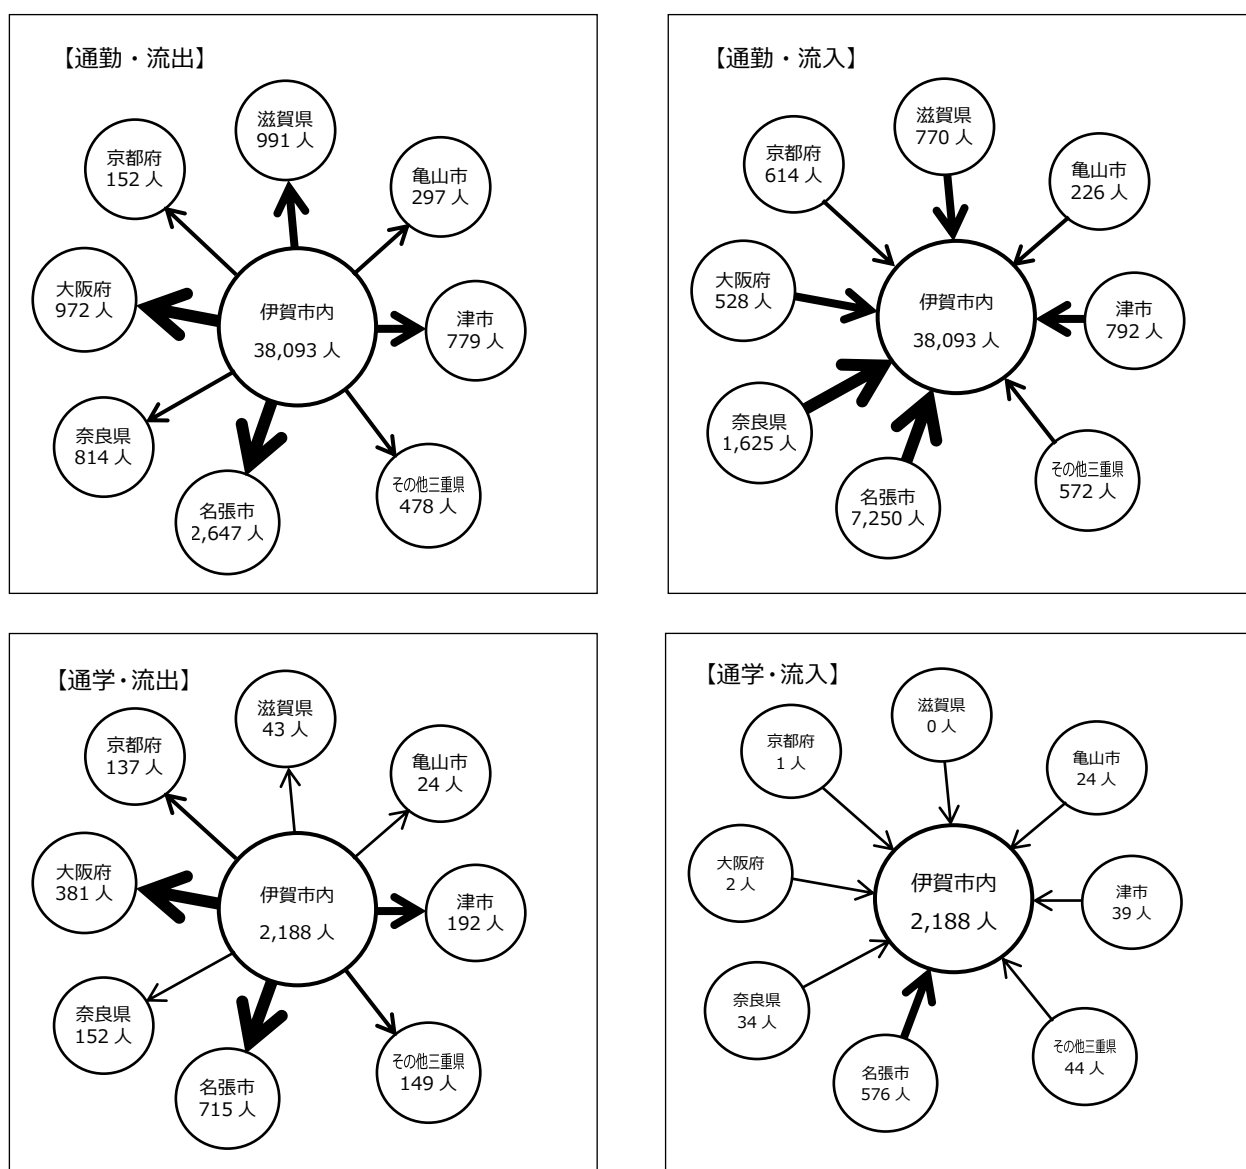 【通勤・流出】
滋賀県
991 人
京都府
152 人
亀山市
297 人
大阪府
972 人
伊賀市内
38,093 人
津市
779 人
奈良県
814 人
名張市
2,647 人
その他三重県
478 人
【通勤・流入】
滋賀県
770 人
京都府
614 人
亀山市
226 人
大阪府
528 人
伊賀市内
38,093 人
津市
792 人
奈良県
1,625 人
名張市
7,250 人
その他三重県
572 人
【通学・流出】
滋賀県
43 人
京都府
137 人
亀山市
24 人
大阪府
381 人
伊賀市内
2,188 人
津市
192 人
奈良県
152 人
名張市
715 人
その他三重県
149 人
【通学・流入】
滋賀県
0 人
京都府
1 人
亀山市
24 人
大阪府
2 人
伊賀市内
2,188 人
津市
39 人
奈良県
34 人
名張市
576 人
その他三重県
44 人